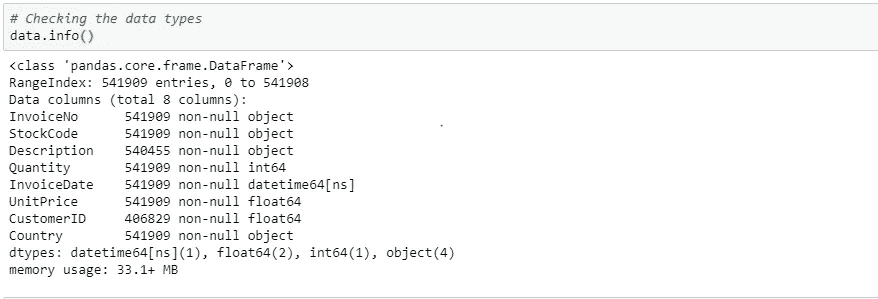 # Checking the data types
data.info()
<class 'pandas.core.frame.DataFrame'>
RangeIndex: 541909 entries, 0 to 541908
Data columns (total 8 columns):
InvoiceNo      541909 non-null object
StockCode      541909 non-null object
Description    540455 non-null object
Quantity       541909 non-null int64
InvoiceDate    541909 non-null datetime64[ns]
UnitPrice      541909 non-null float64
CustomerID     406829 non-null float64
Country        541909 non-null object
dtypes: datetime64[ns](1), float64(2), int64(1), object(4)
memory usage: 33.1+ MB